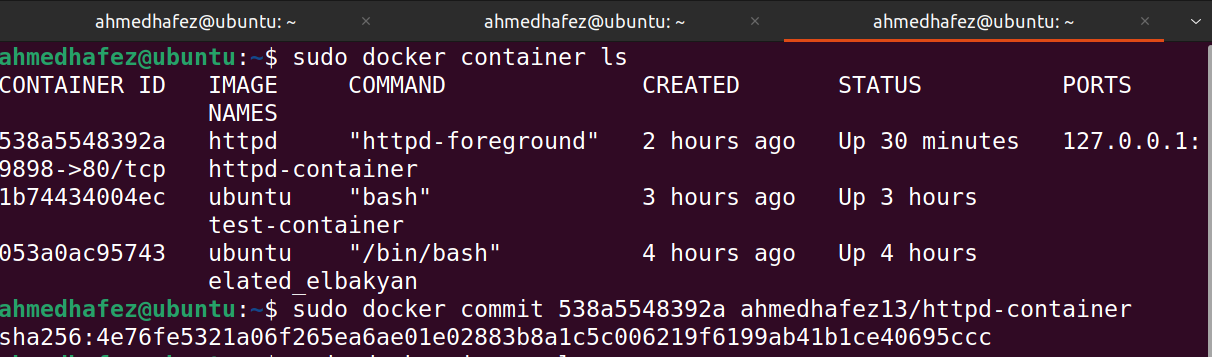 ahmedhafez@ubuntu: ~ × ahmedhafez@ubuntu: ~ × ahmedhafez@ubuntu: ~ ×
ahmedhafez@ubuntu:~$ sudo docker container ls
CONTAINER ID   IMAGE     COMMAND              CREATED       STATUS          PORTS
               NAMES
538a5548392a   httpd     "httpd-foreground"   2 hours ago   Up 30 minutes   127.0.0.1:
9898->80/tcp   httpd-container
1b74434004ec   ubuntu    "bash"               3 hours ago   Up 3 hours
               test-container
053a0ac95743   ubuntu    "/bin/bash"          4 hours ago   Up 4 hours
               elated_elbakyan
ahmedhafez@ubuntu:~$ sudo docker commit 538a5548392a ahmedhafez13/httpd-container
sha256:4e76fe5321a06f265ea6ae01e02883b8a1c5c006219f6199ab41b1ce40695ccc